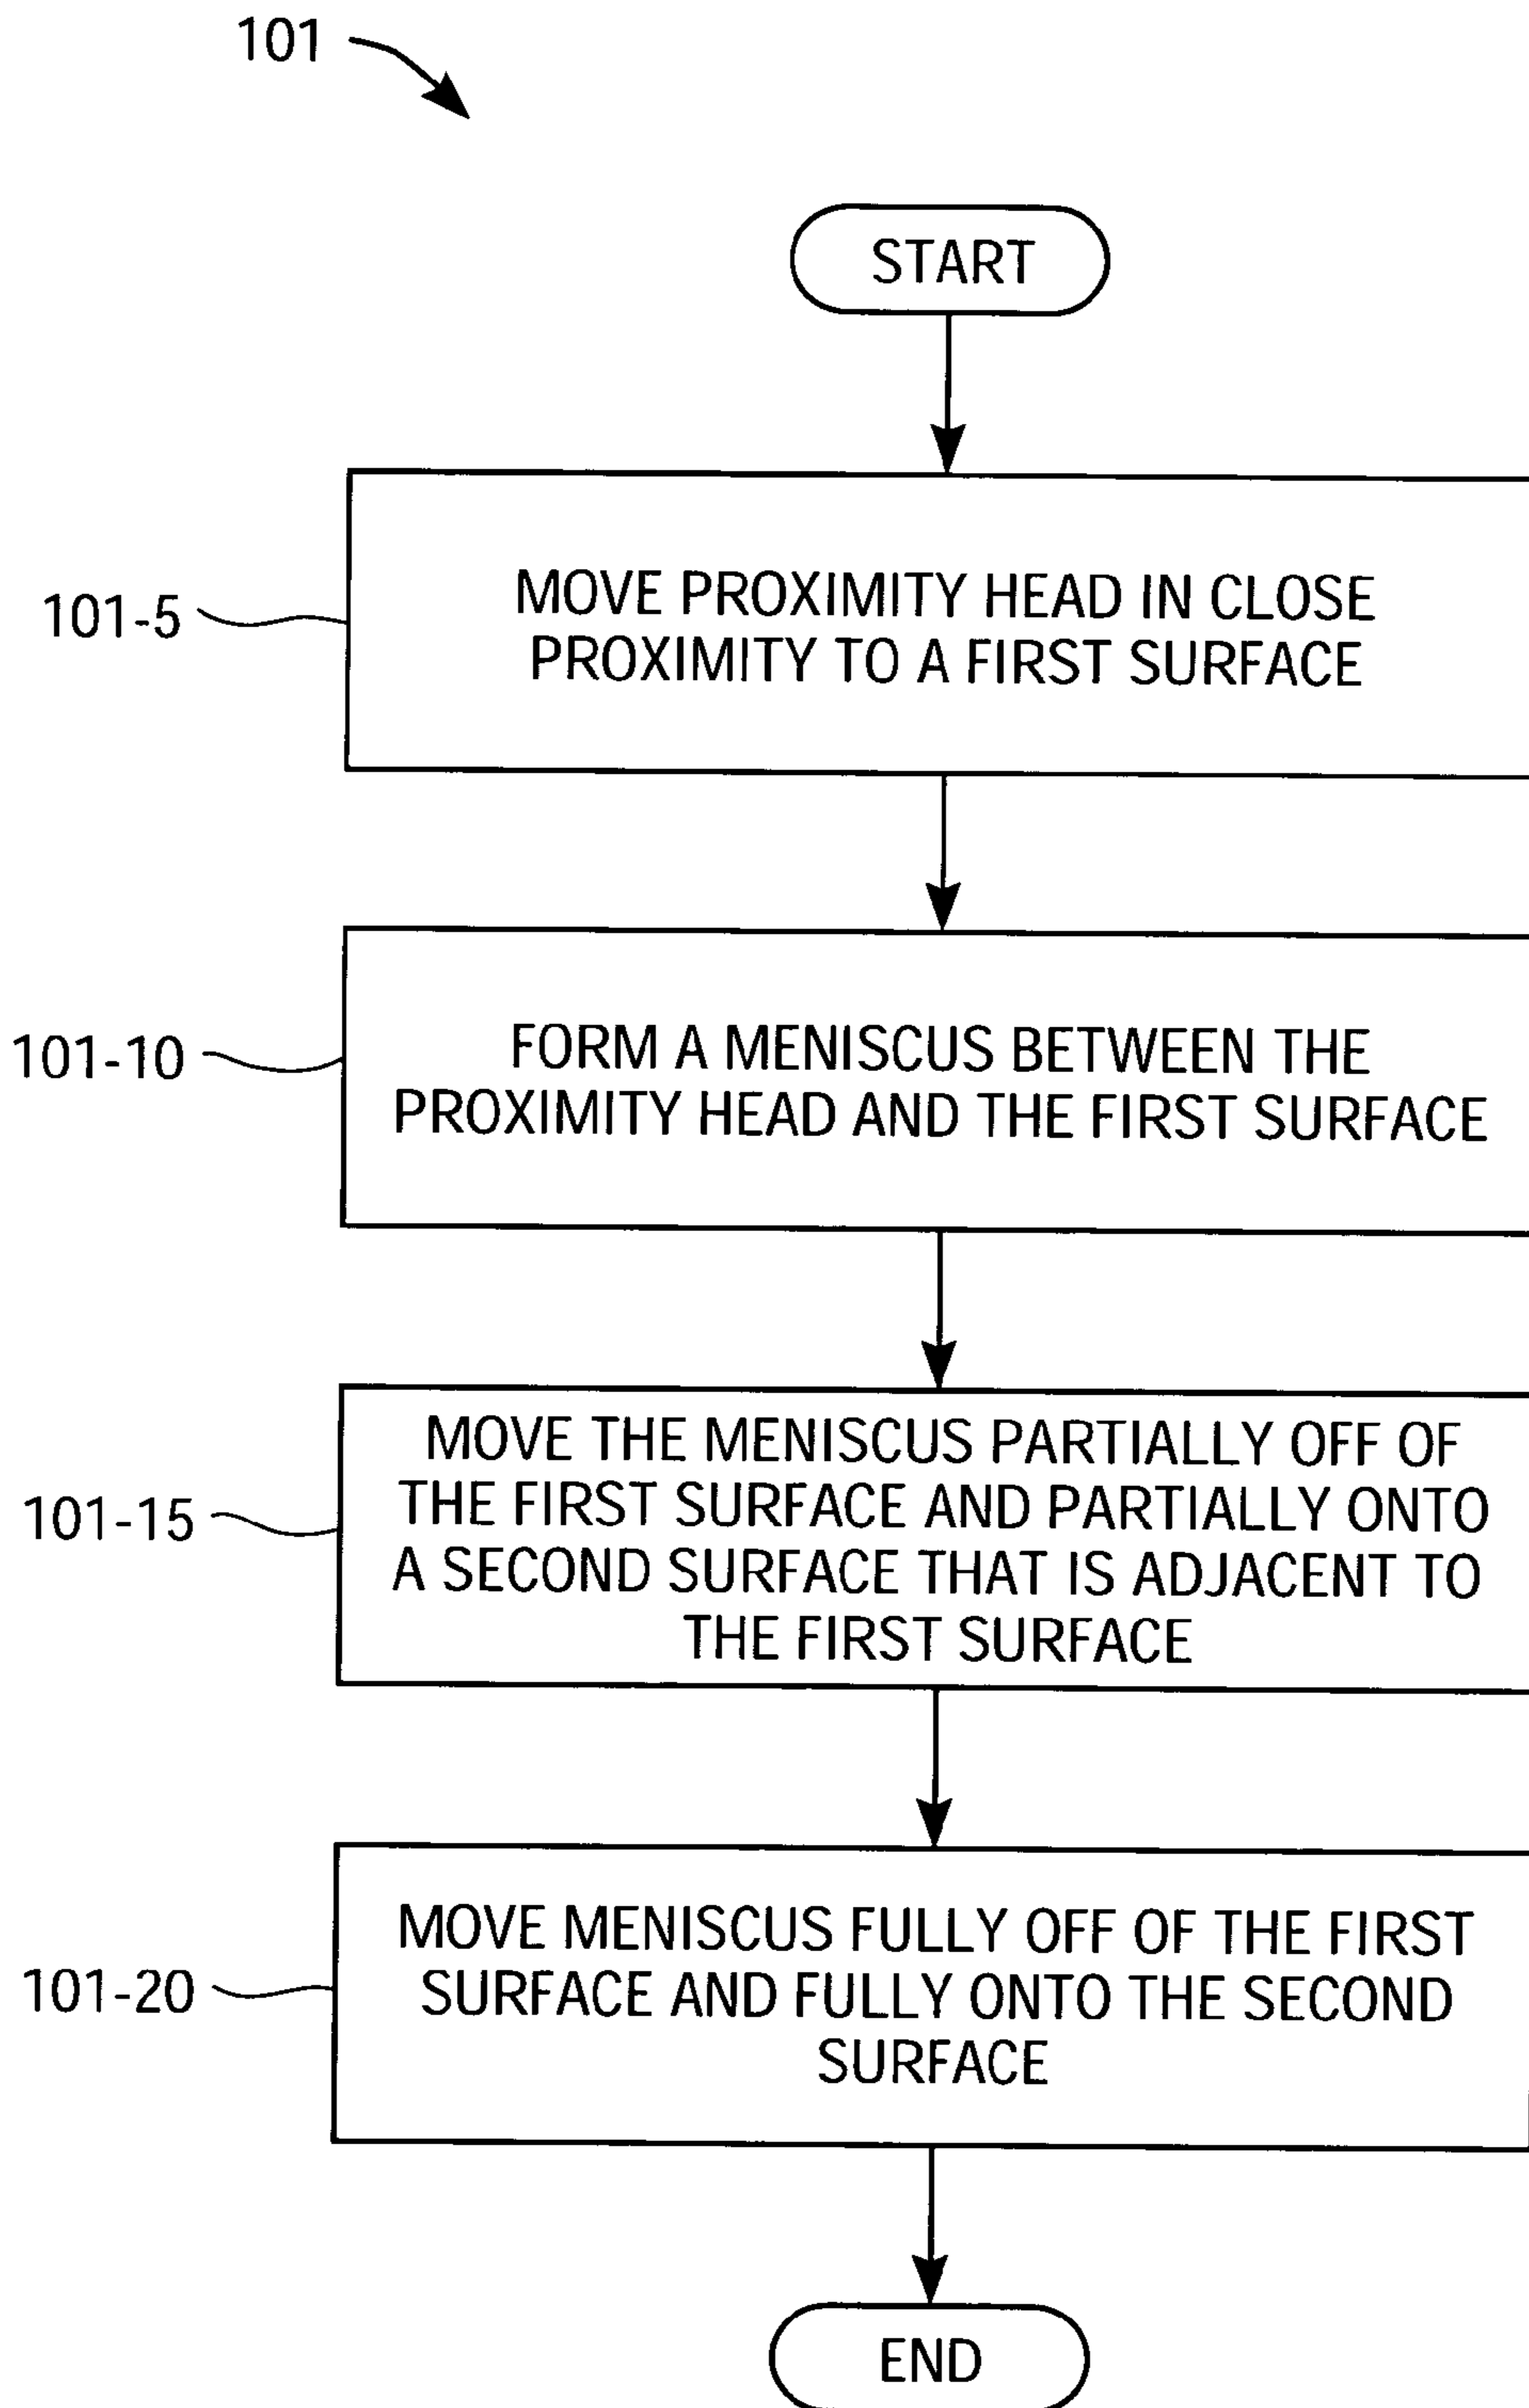 101
START
101-5
MOVE PROXIMITY HEAD IN CLOSE
PROXIMITY TO A FIRST SURFACE
101-10
FORM A MENISCUS BETWEEN THE
PROXIMITY HEAD AND THE FIRST SURFACE
101-15
MOVE THE MENISCUS PARTIALLY OFF OF
THE FIRST SURFACE AND PARTIALLY ONTO
A SECOND SURFACE THAT IS ADJACENT TO
THE FIRST SURFACE
101-20
MOVE MENISCUS FULLY OFF OF THE FIRST
SURFACE AND FULLY ONTO THE SECOND
SURFACE
END